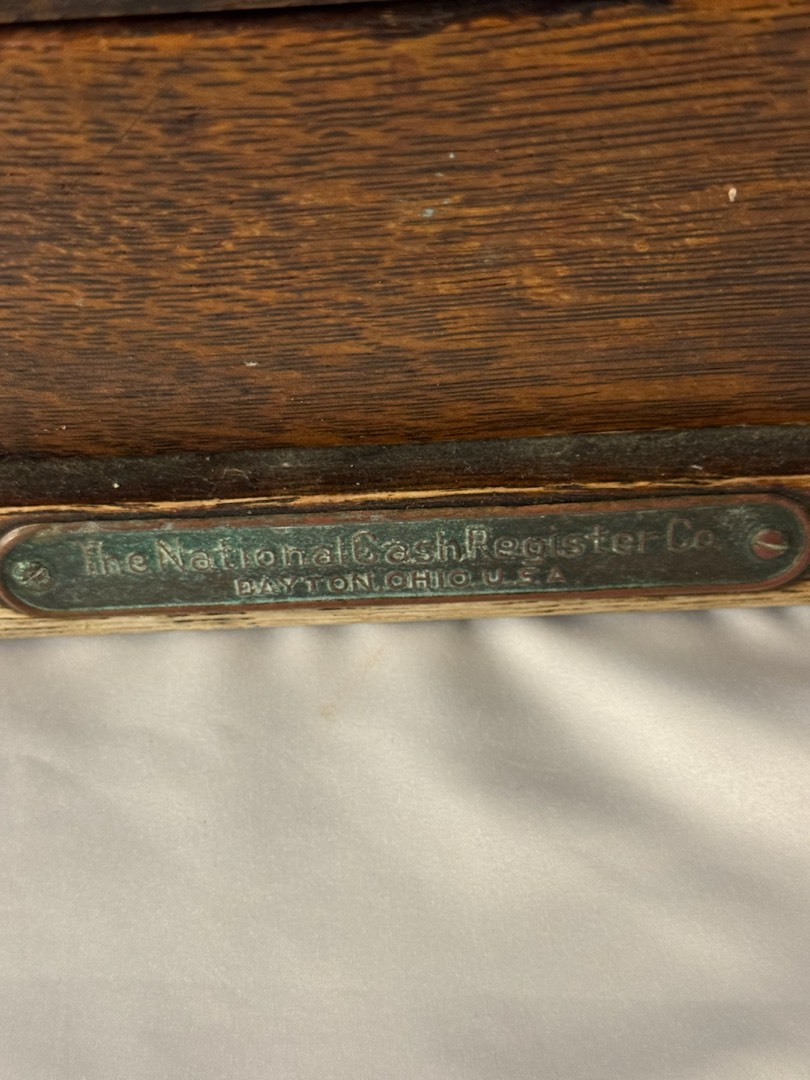 The National Cash Register Co.
DAYTON, OHIO, U.S.A.